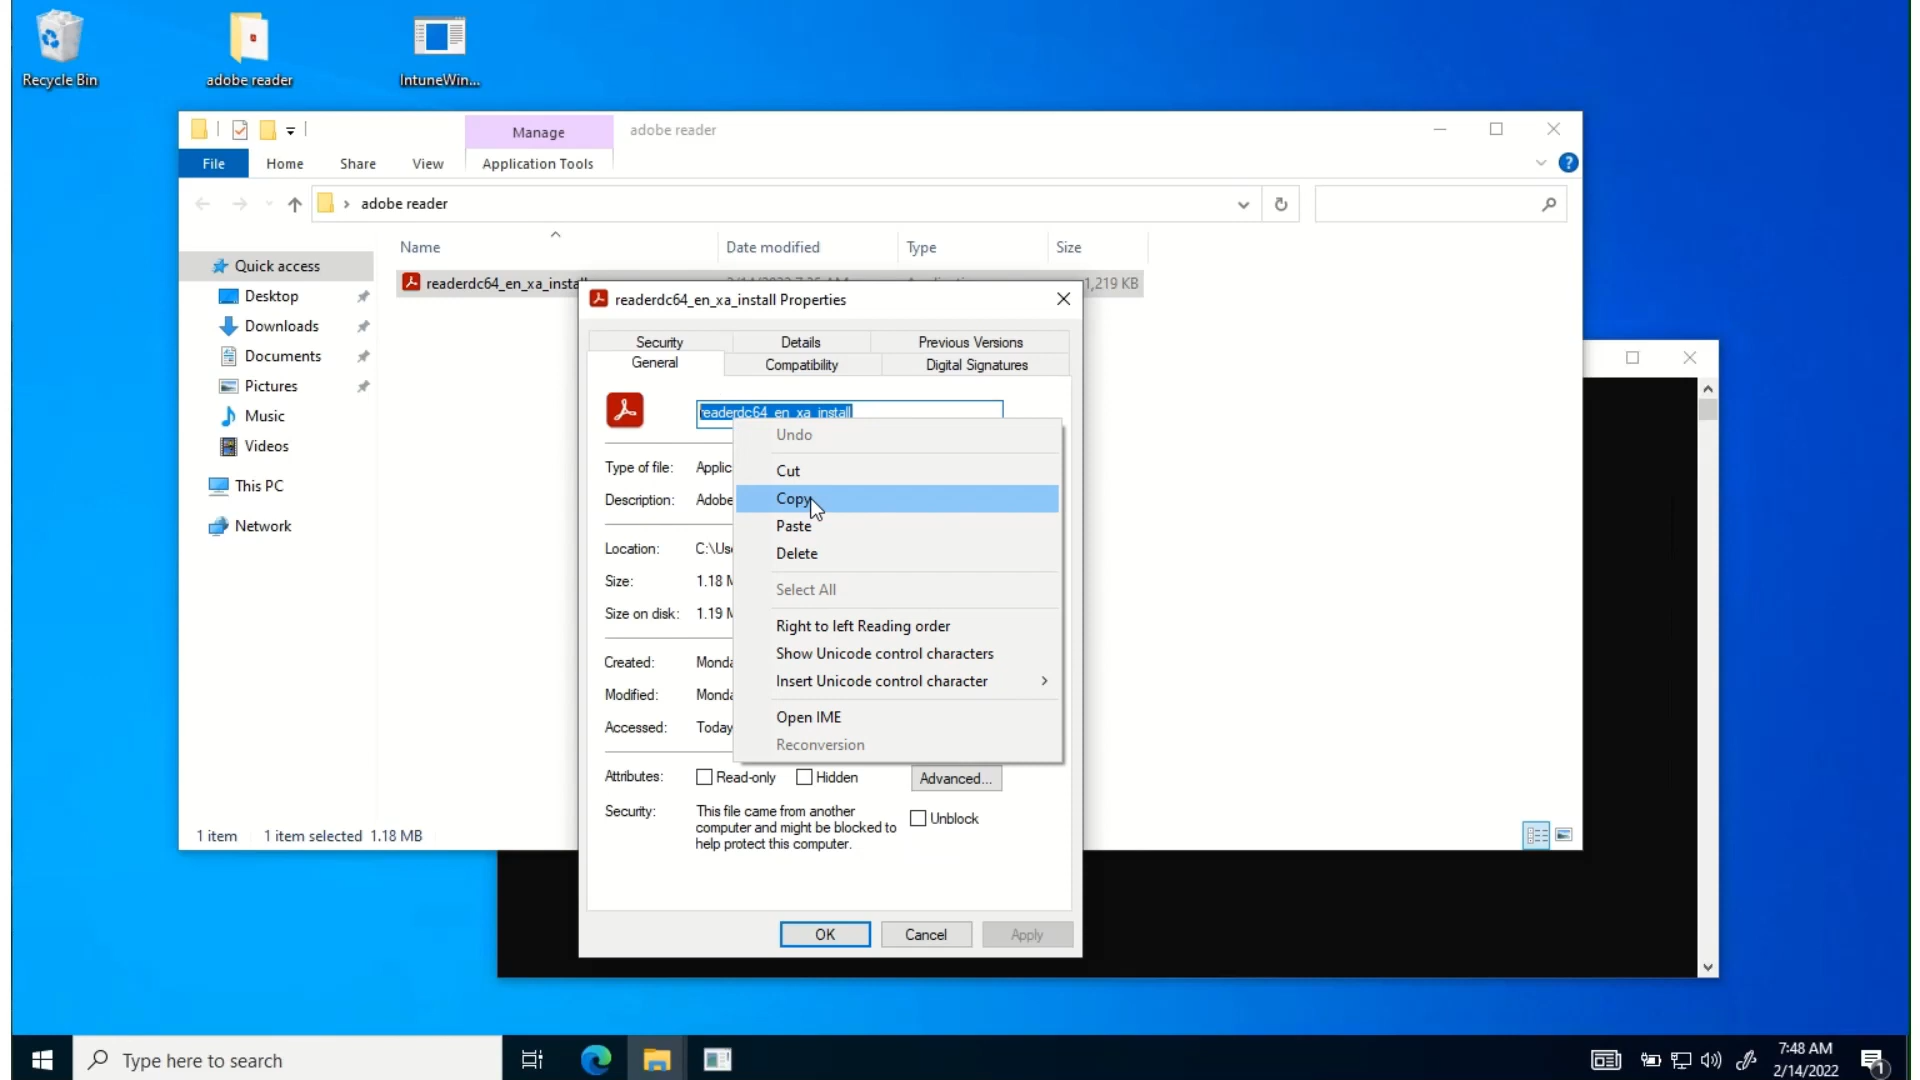 Recycle Bin
adobe reader
IntuneWin...
Manage
adobe reader
File
Home
Share
View
Application Tools
adobe reader
Name
Date modified
Type
Size
Quick access
readerdc64_en_xa_install
1,219 KB
Desktop
Downloads
Documents
Pictures
Music
Videos
This PC
Network
1 item
1 item selected 1.18 MB
readerdc64_en_xa_install Properties
Security
Details
Previous Versions
General
Compatibility
Digital Signatures
readerdc64_en_xa_install
Type of file: Applic
Description: Adobe
Location: C:\Use
Size: 1.18 M
Size on disk: 1.19 M
Created: Monda
Modified: Monda
Accessed: Today
Undo
Cut
Copy
Paste
Delete
Select All
Right to left Reading order
Show Unicode control characters
Insert Unicode control character
Open IME
Reconversion
Attributes:
Read-only
Hidden
Advanced...
Security:
This file came from another
computer and might be blocked to
help protect this computer.
Unblock
OK
Cancel
Apply
Type here to search
7:48 AM
2/14/2022
1